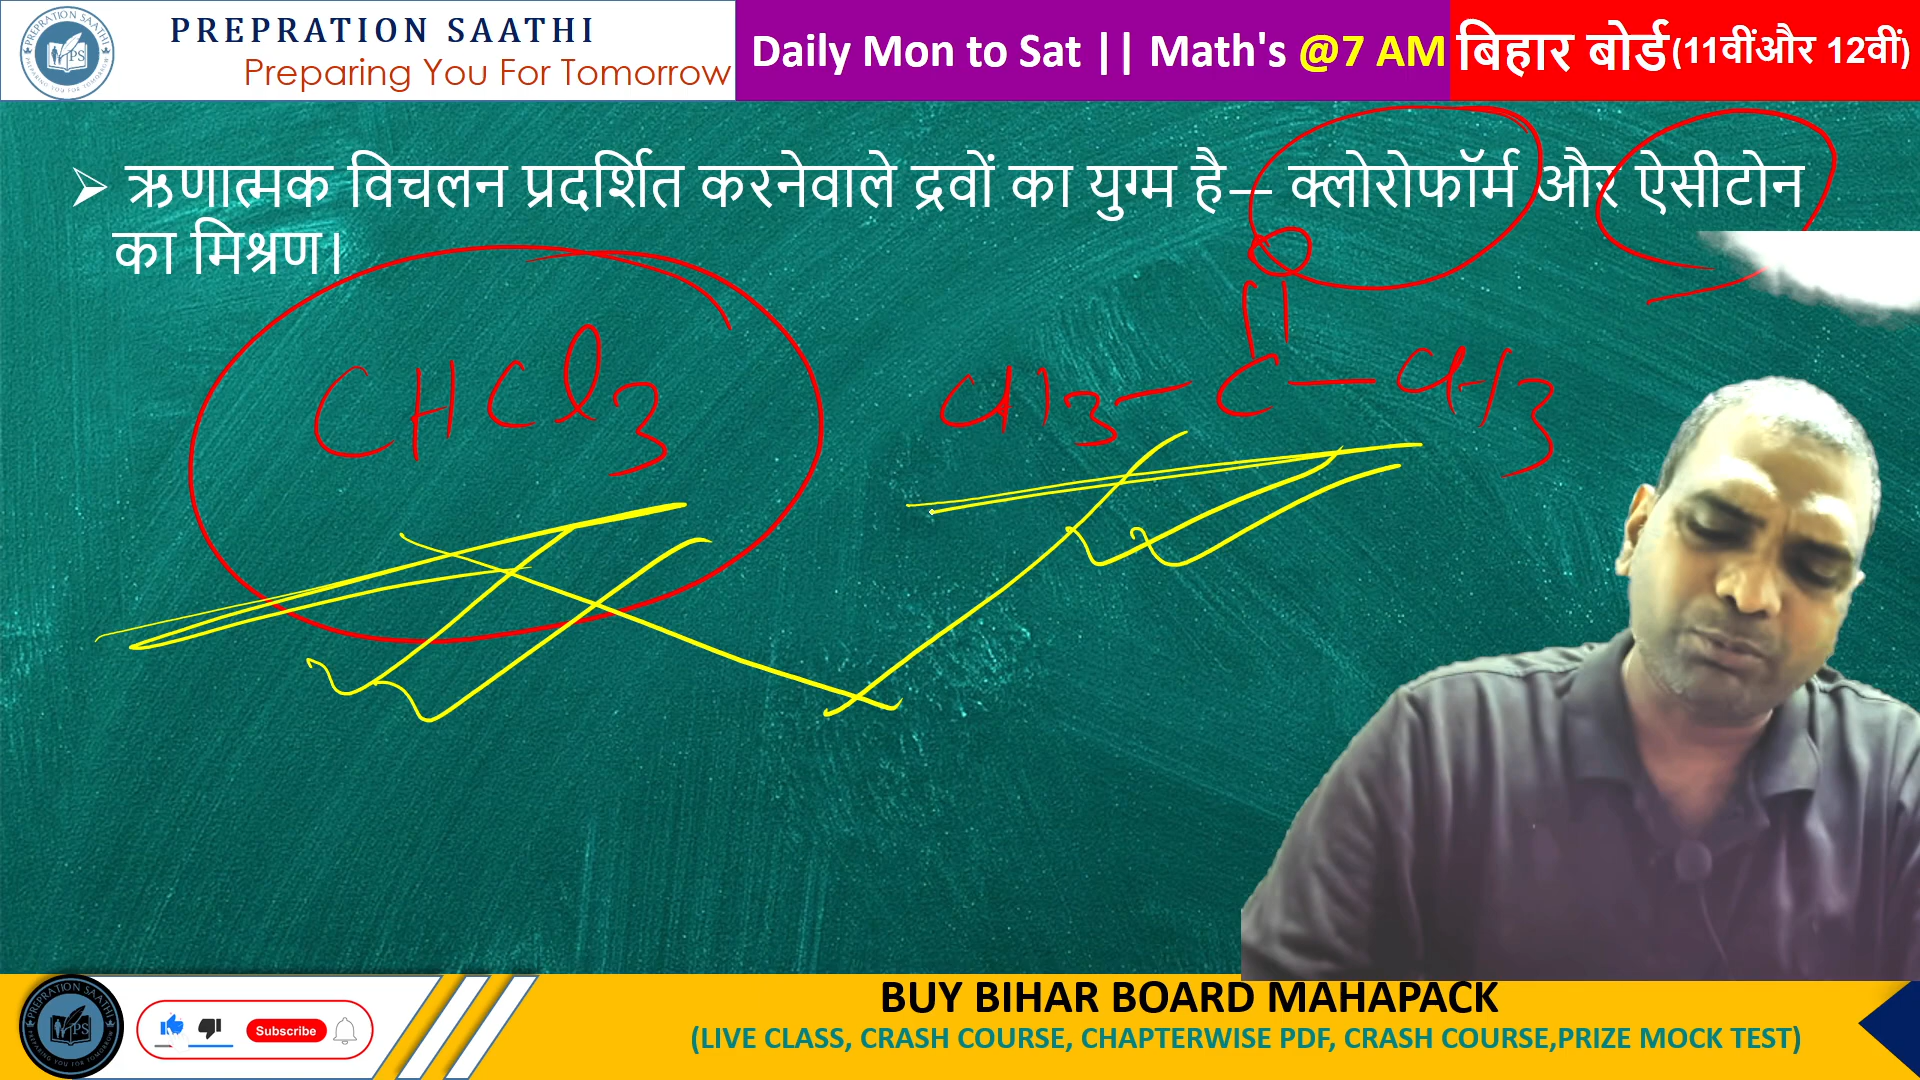 PREPRATION SAATHI
Preparing You For Tomorrow
Daily Mon to Sat || Math's @7 AM
बिहार बोर्ड(11वींऔर 12वीं)
➢ ऋणात्मक विचलन प्रदर्शित करनेवाले द्रवों का युग्म है— क्लोरोफॉर्म और ऐसीटोन
का मिश्रण।
O
CHCl3
CH3—C—CH3
Subscribe
BUY BIHAR BOARD MAHAPACK
(LIVE CLASS, CRASH COURSE, CHAPTERWISE PDF, CRASH COURSE,PRIZE MOCK TEST)